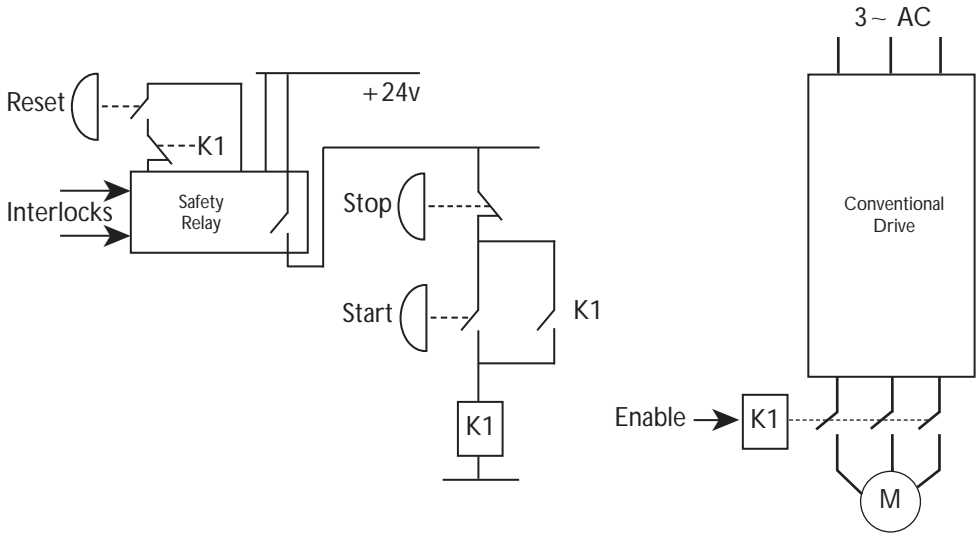 3~ AC
+24v
Reset
K1
Interlocks
Safety
Relay
Stop
Conventional
Drive
Start
K1
Enable
K1
K1
M